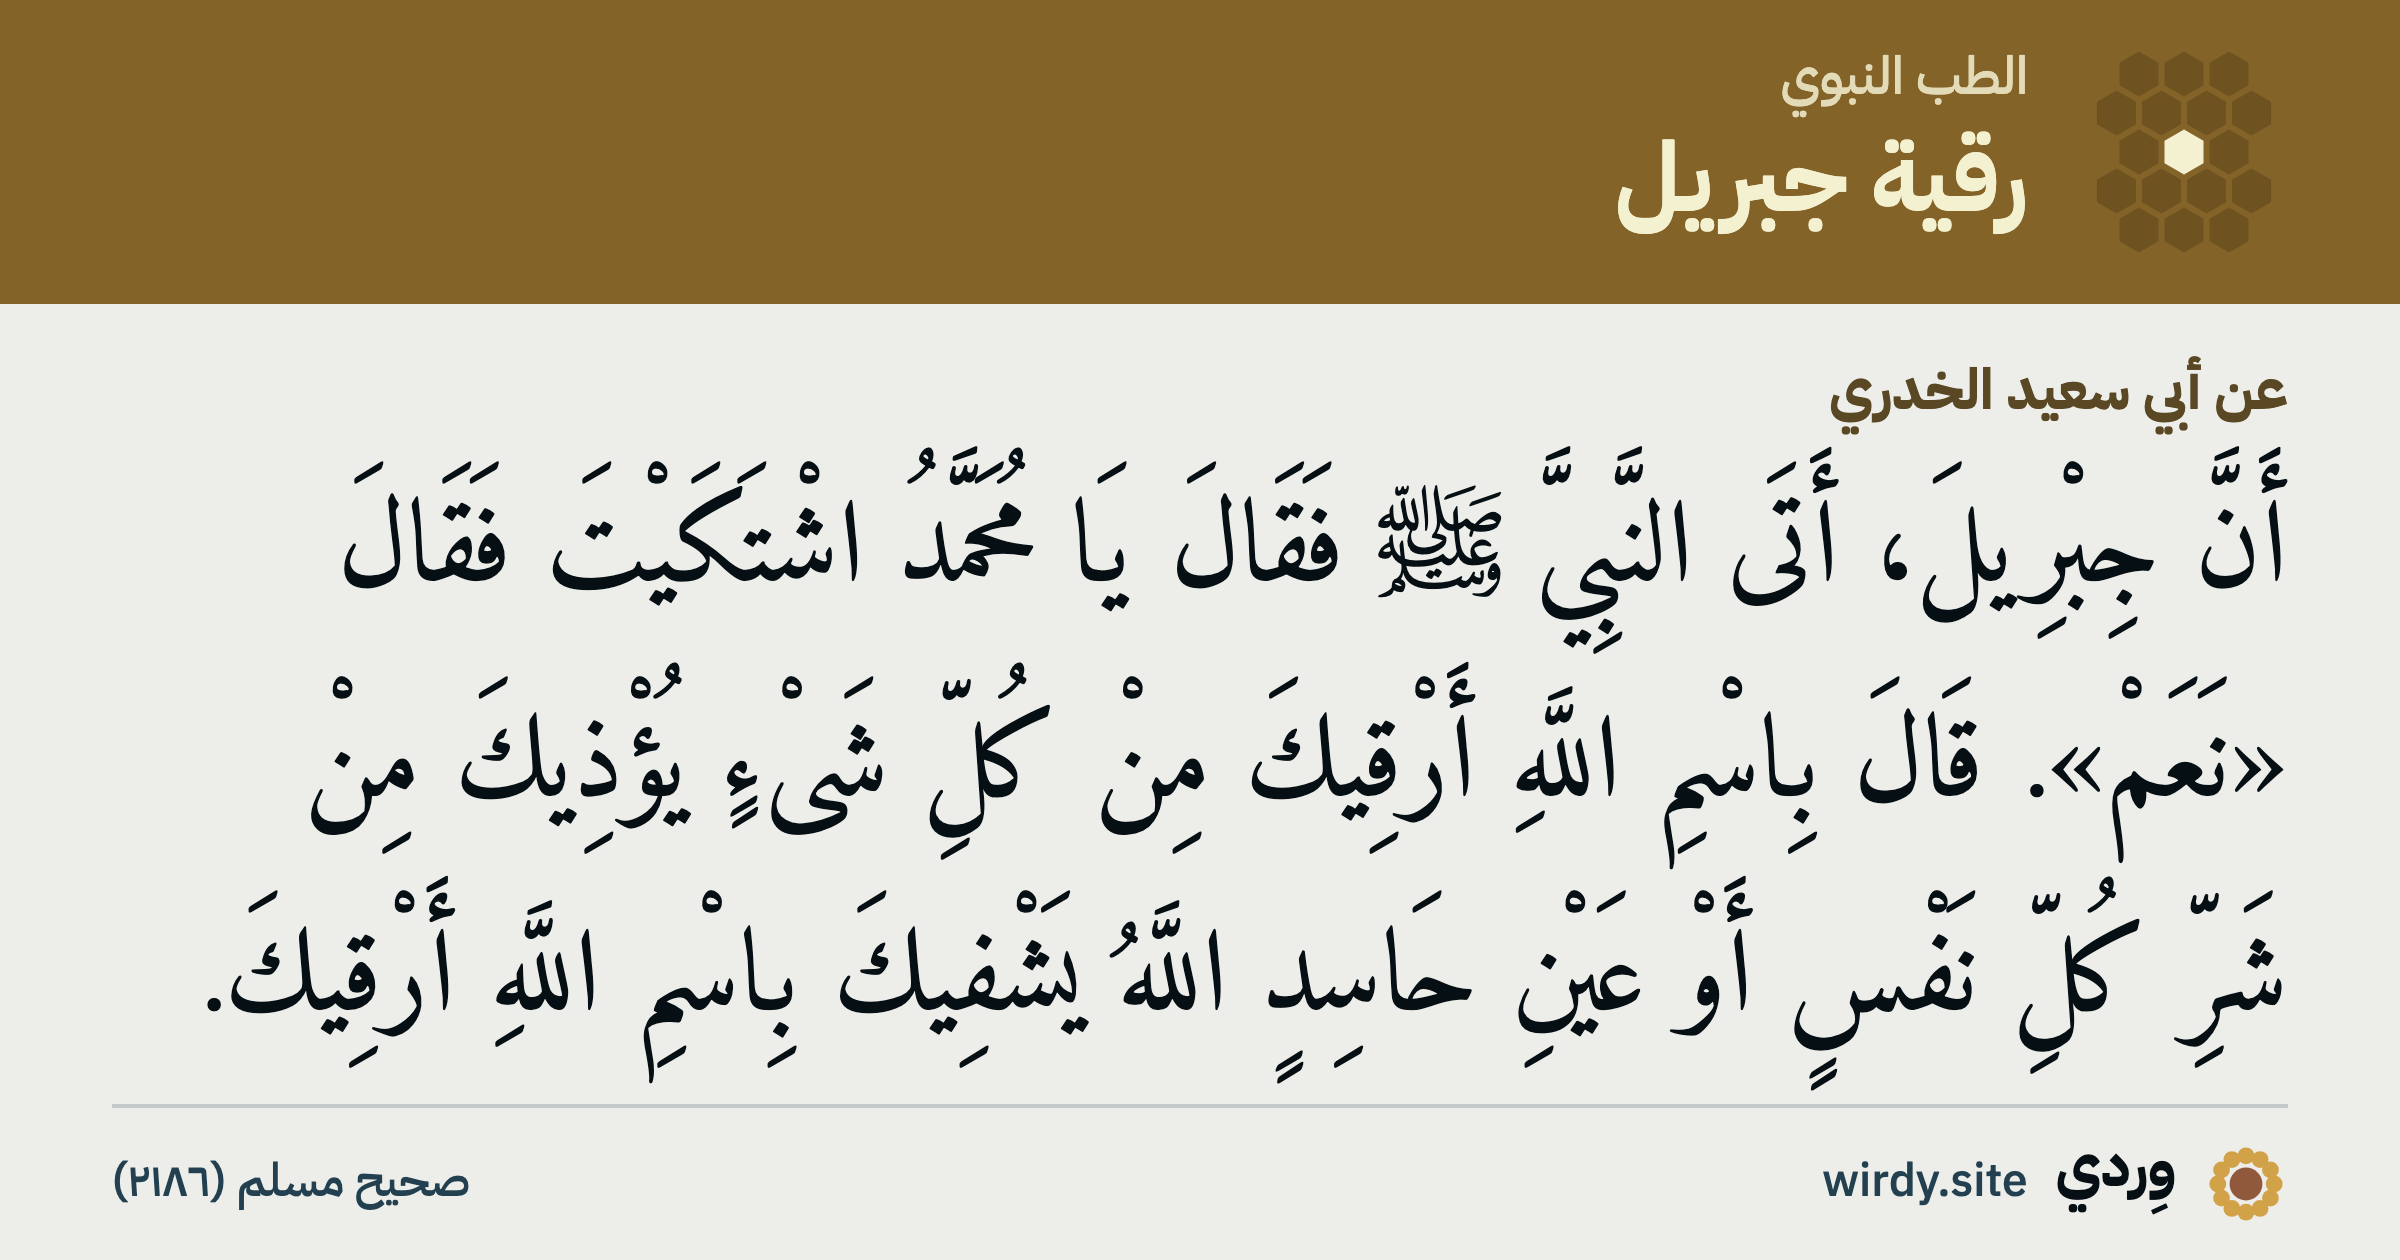 الطب النبوي
رقية جبريل
عن أبي سعيد الخدري
أَنَّ جِبْرِيلَ، أَتَى النَّبِيَّ ﷺ فَقَالَ يَا مُحَمَّدُ اشْتَكَيْتَ فَقَالَ
«نَعَمْ». قَالَ بِاسْمِ اللَّهِ أَرْقِيكَ مِنْ كُلِّ شَىْءٍ يُؤْذِيكَ مِنْ
شَرِّ كُلِّ نَفْسٍ أَوْ عَيْنِ حَاسِدٍ اللَّهُ يَشْفِيكَ بِاسْمِ اللَّهِ أَرْقِيكَ.
وِردي wirdy.site
صحيح مسلم (٢١٨٦)